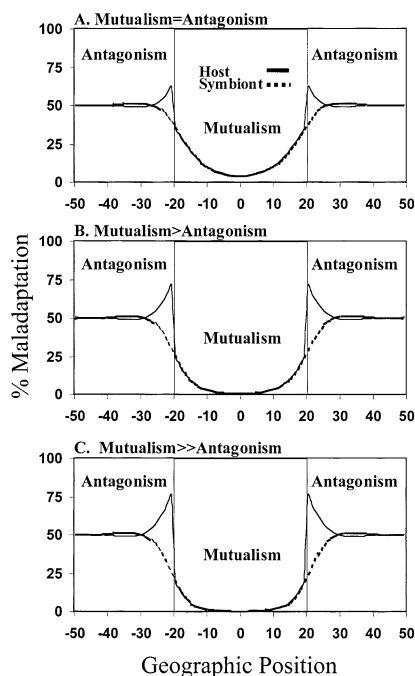 A. Mutualism=Antagonism
100
Antagonism
Antagonism
75
Host
Symbiont
50
Mutualism
25
0
-50 -40 -30 -20 -10 0 10 20 30 40 50
B. Mutualism>Antagonism
100
Antagonism
Antagonism
75
50
Mutualism
25
0
-50 -40 -30 -20 -10 0 10 20 30 40 50
C. Mutualism>>Antagonism
100
Antagonism
Antagonism
75
50
Mutualism
25
0
-50 -40 -30 -20 -10 0 10 20 30 40 50
% Maladaptation
Geographic Position